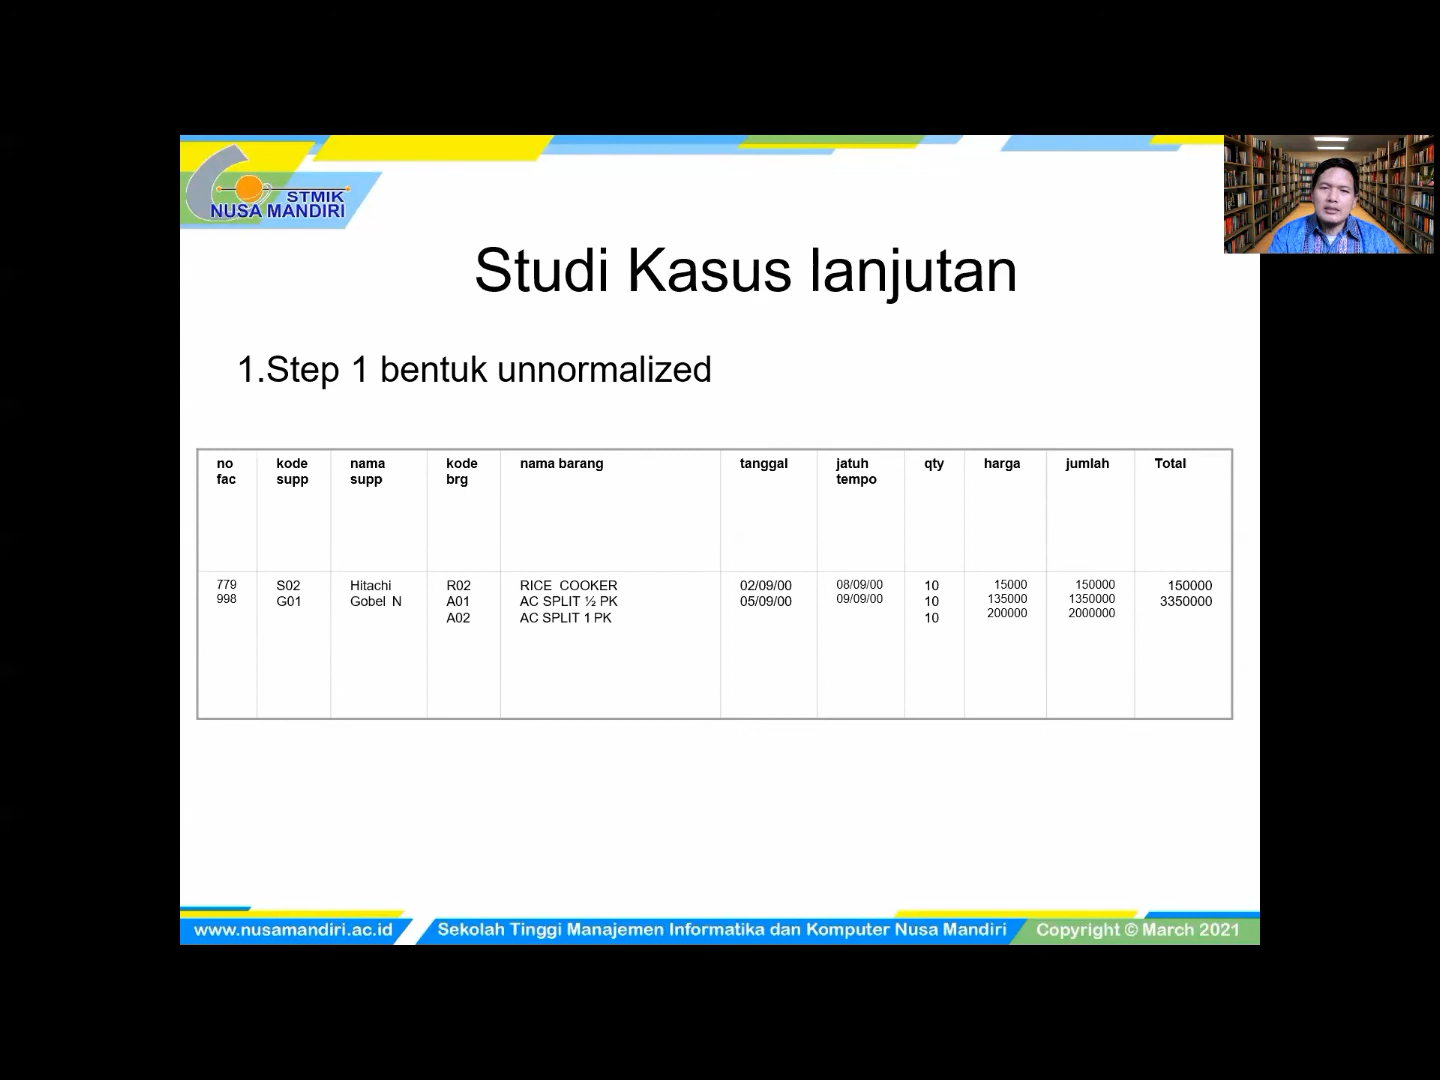 STMIK
NUSA MANDIRI
Studi Kasus lanjutan
1.Step 1 bentuk unnormalized
no fac kode supp nama supp kode brg nama barang tanggal jatuh tempo qty harga jumlah Total
779 S02 Hitachi R02 RICE COOKER 02/09/00 08/09/00 10 15000 150000 150000
998 G01 Gobel N A01 AC SPLIT ½ PK 05/09/00 09/09/00 10 135000 1350000 3350000
A02 AC SPLIT 1 PK 10 200000 2000000
www.nusamandiri.ac.id Sekolah Tinggi Manajemen Informatika dan Komputer Nusa Mandiri Copyright © March 2021